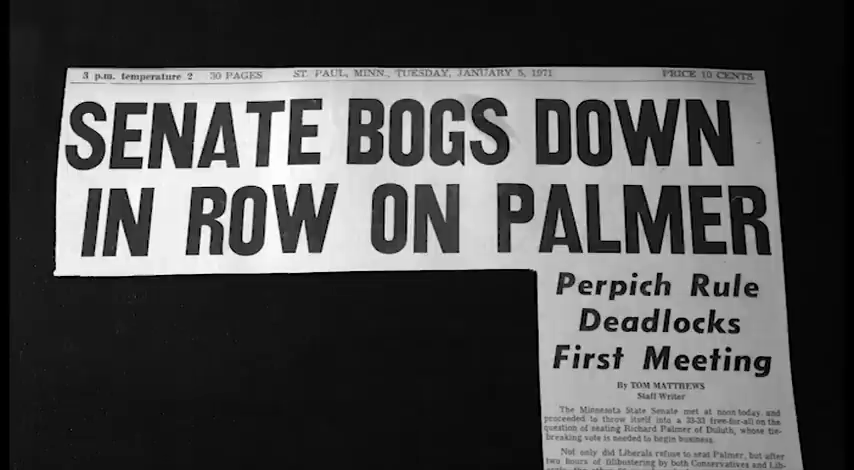 3 p.m. temperature 2 30 PAGES ST. PAUL, MINN., TUESDAY, JANUARY 5, 1971 PRICE 10 CENTS
SENATE BOGS DOWN
IN ROW ON PALMER
Perpich Rule
Deadlocks
First Meeting
By TOM MATTHEWS
Staff Writer
The Minnesota State Senate met at noon today, and
proceeded to throw itself into a 33-33 free-for-all on the
question of seating Richard Palmer of Duluth, whose tie-
breaking vote is needed to begin business.
Not only did Liberals refuse to seat Palmer, but after
two hours of filibustering by both Conservatives and Lib-